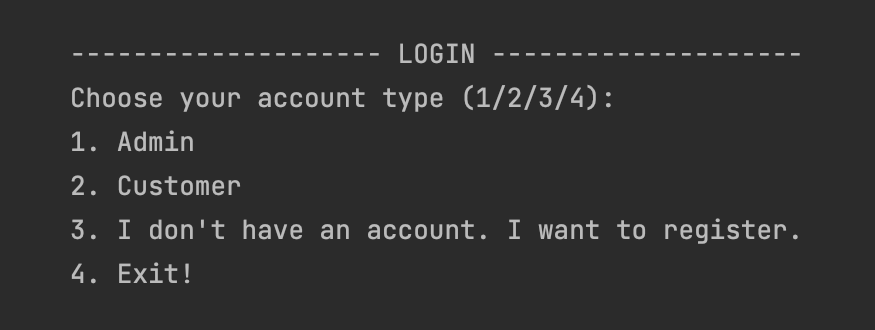 -------------------- LOGIN --------------------
Choose your account type (1/2/3/4):
1. Admin
2. Customer
3. I don't have an account. I want to register.
4. Exit!